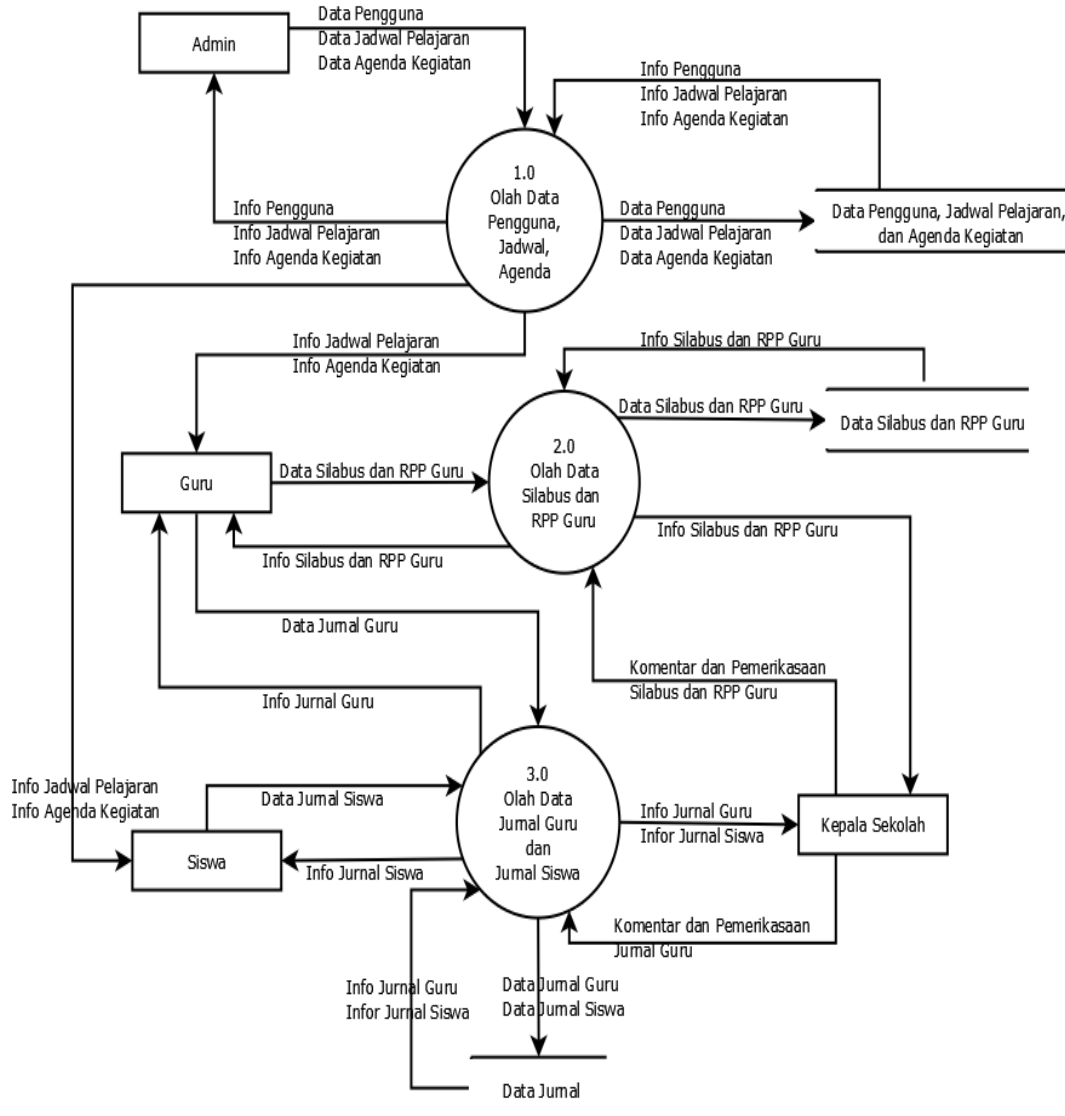 Data Pengguna
Data Jadwal Pelajaran
Data Agenda Kegiatan
Admin
Info Pengguna
Info Jadwal Pelajaran
Info Agenda Kegiatan
1.0
Olah Data
Pengguna,
Jadwal,
Agenda
Info Pengguna
Info Jadwal Pelajaran
Info Agenda Kegiatan
Data Pengguna
Data Jadwal Pelajaran
Data Agenda Kegiatan
Data Pengguna, Jadwal Pelajaran,
dan Agenda Kegiatan
Info Jadwal Pelajaran
Info Agenda Kegiatan
Info Silabus dan RPP Guru
Data Silabus dan RPP Guru
Data Silabus dan RPP Guru
Guru
Data Silabus dan RPP Guru
2.0
Olah Data
Silabus dan
RPP Guru
Info Silabus dan RPP Guru
Info Silabus dan RPP Guru
Data Jurnal Guru
Komentar dan Pemerikasaan
Silabus dan RPP Guru
Info Jurnal Guru
Info Jadwal Pelajaran
Info Agenda Kegiatan
Data Jurnal Siswa
3.0
Olah Data
Jurnal Guru
dan
Jurnal Siswa
Info Jurnal Guru
Infor Jurnal Siswa
Kepala Sekolah
Siswa
Info Jurnal Siswa
Komentar dan Pemerikasaan
Jurnal Guru
Info Jurnal Guru
Infor Jurnal Siswa
Data Jurnal Guru
Data Jurnal Siswa
Data Jurnal